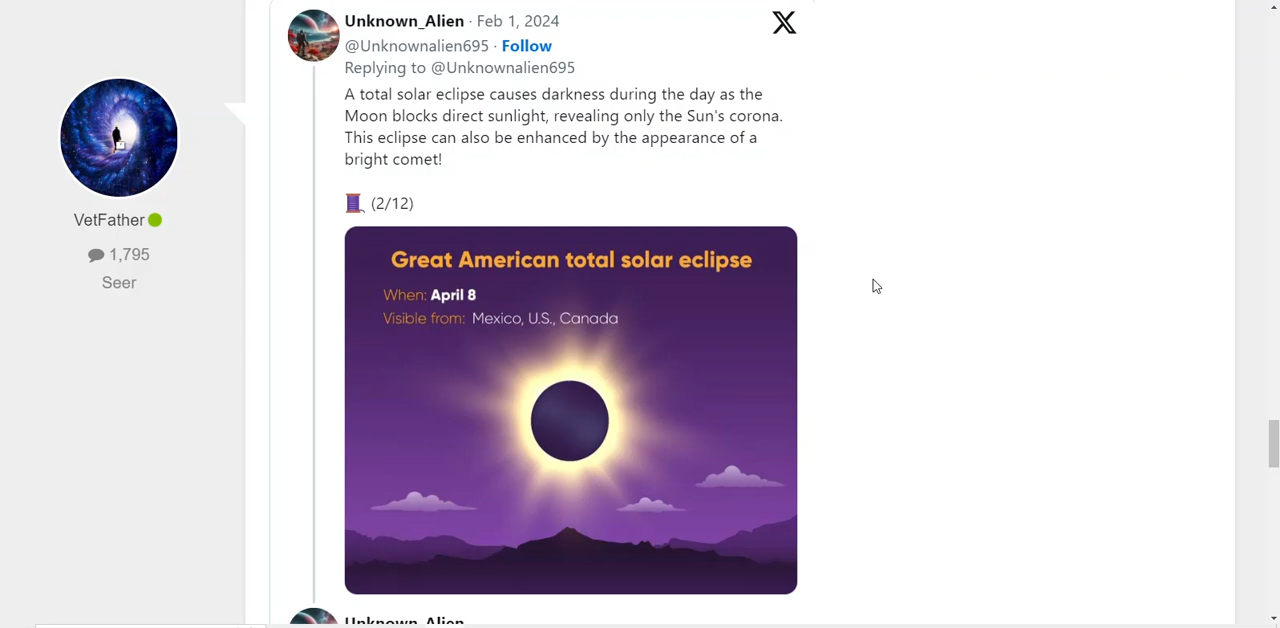 Unknown_Alien · Feb 1, 2024
@Unknownalien695 · Follow
Replying to @Unknownalien695
A total solar eclipse causes darkness during the day as the
Moon blocks direct sunlight, revealing only the Sun's corona.
This eclipse can also be enhanced by the appearance of a
bright comet!
(2/12)
Great American total solar eclipse
When: April 8
Visible from: Mexico, U.S., Canada
VetFather
1,795
Seer
Unknown_Alien